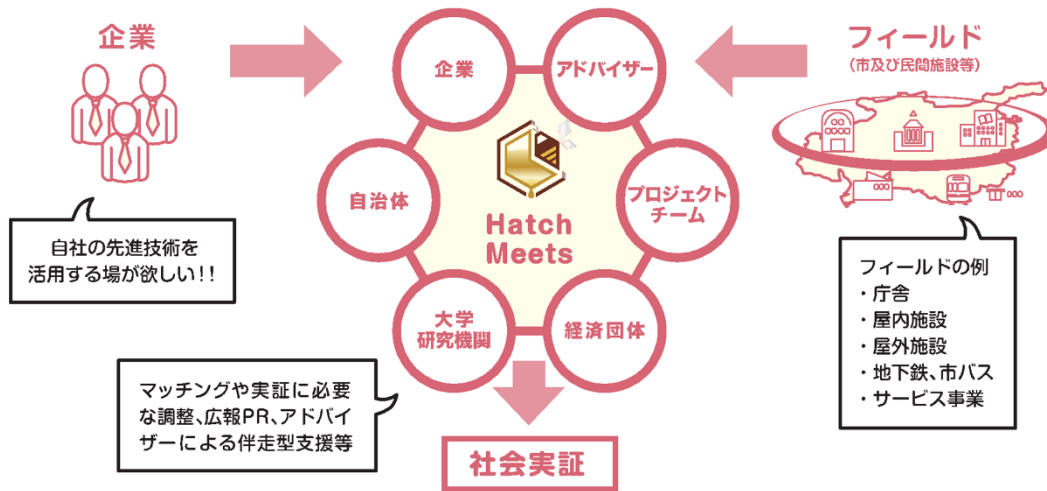 企業
フィールド
（市及び民間施設等）
企業
アドバイザー
自治体
プロジェクト
チーム
Hatch
Meets
大学
研究機関
経済団体
自社の先進技術を
活用する場が欲しい!!
フィールドの例
・庁舎
・屋内施設
・屋外施設
・地下鉄、市バス
・サービス事業
マッチングや実証に必要
な調整、広報PR、アドバイ
ザーによる伴走型支援等
社会実証